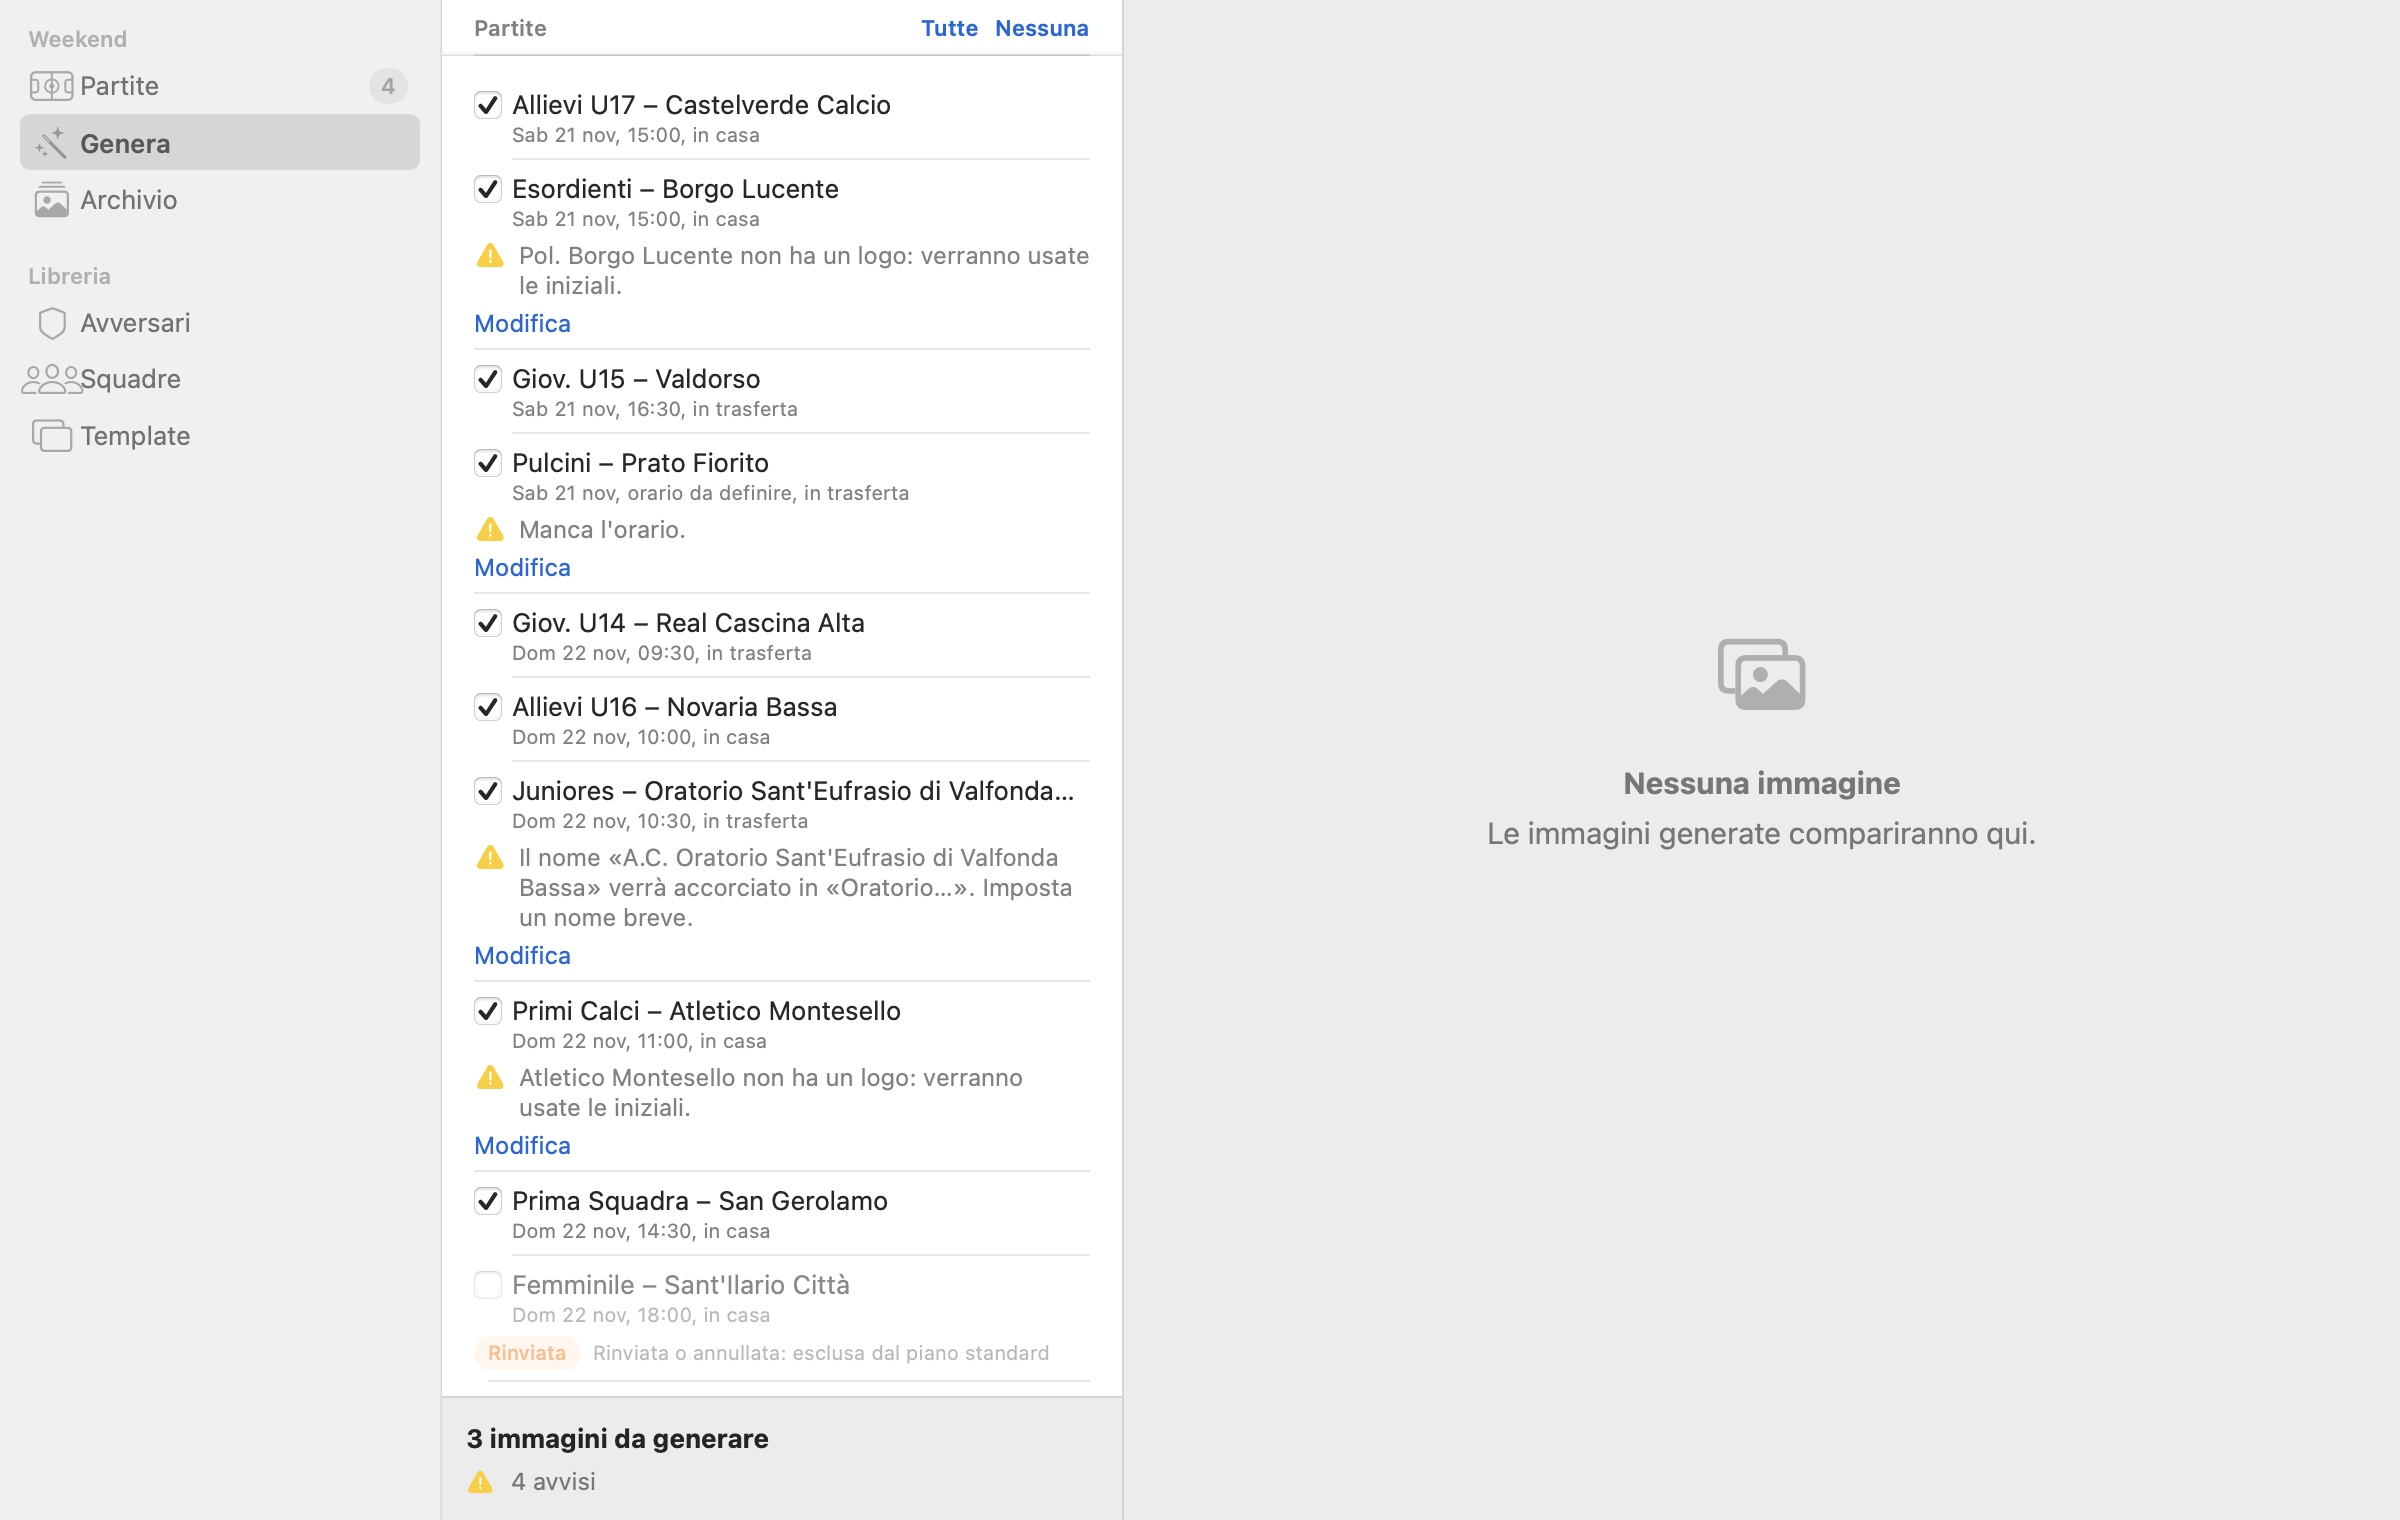 Weekend
Partite
4
Genera
Archivio
Libreria
Avversari
Squadre
Template
Partite
Tutte
Nessuna
Allievi U17 – Castelverde Calcio
Sab 21 nov, 15:00, in casa
Esordienti – Borgo Lucente
Sab 21 nov, 15:00, in casa
Pol. Borgo Lucente non ha un logo: verranno usate
le iniziali.
Modifica
Giov. U15 – Valdorso
Sab 21 nov, 16:30, in trasferta
Pulcini – Prato Fiorito
Sab 21 nov, orario da definire, in trasferta
Manca l'orario.
Modifica
Giov. U14 – Real Cascina Alta
Dom 22 nov, 09:30, in trasferta
Allievi U16 – Novaria Bassa
Dom 22 nov, 10:00, in casa
Juniores – Oratorio Sant'Eufrasio di Valfonda...
Dom 22 nov, 10:30, in trasferta
Il nome «A.C. Oratorio Sant'Eufrasio di Valfonda
Bassa» verrà accorciato in «Oratorio...». Imposta
un nome breve.
Modifica
Primi Calci – Atletico Montesello
Dom 22 nov, 11:00, in casa
Atletico Montesello non ha un logo: verranno
usate le iniziali.
Modifica
Prima Squadra – San Gerolamo
Dom 22 nov, 14:30, in casa
Femminile – Sant'Ilario Città
Dom 22 nov, 18:00, in casa
Rinviata Rinviata o annullata: esclusa dal piano standard
3 immagini da generare
4 avvisi
Nessuna immagine
Le immagini generate compariranno qui.